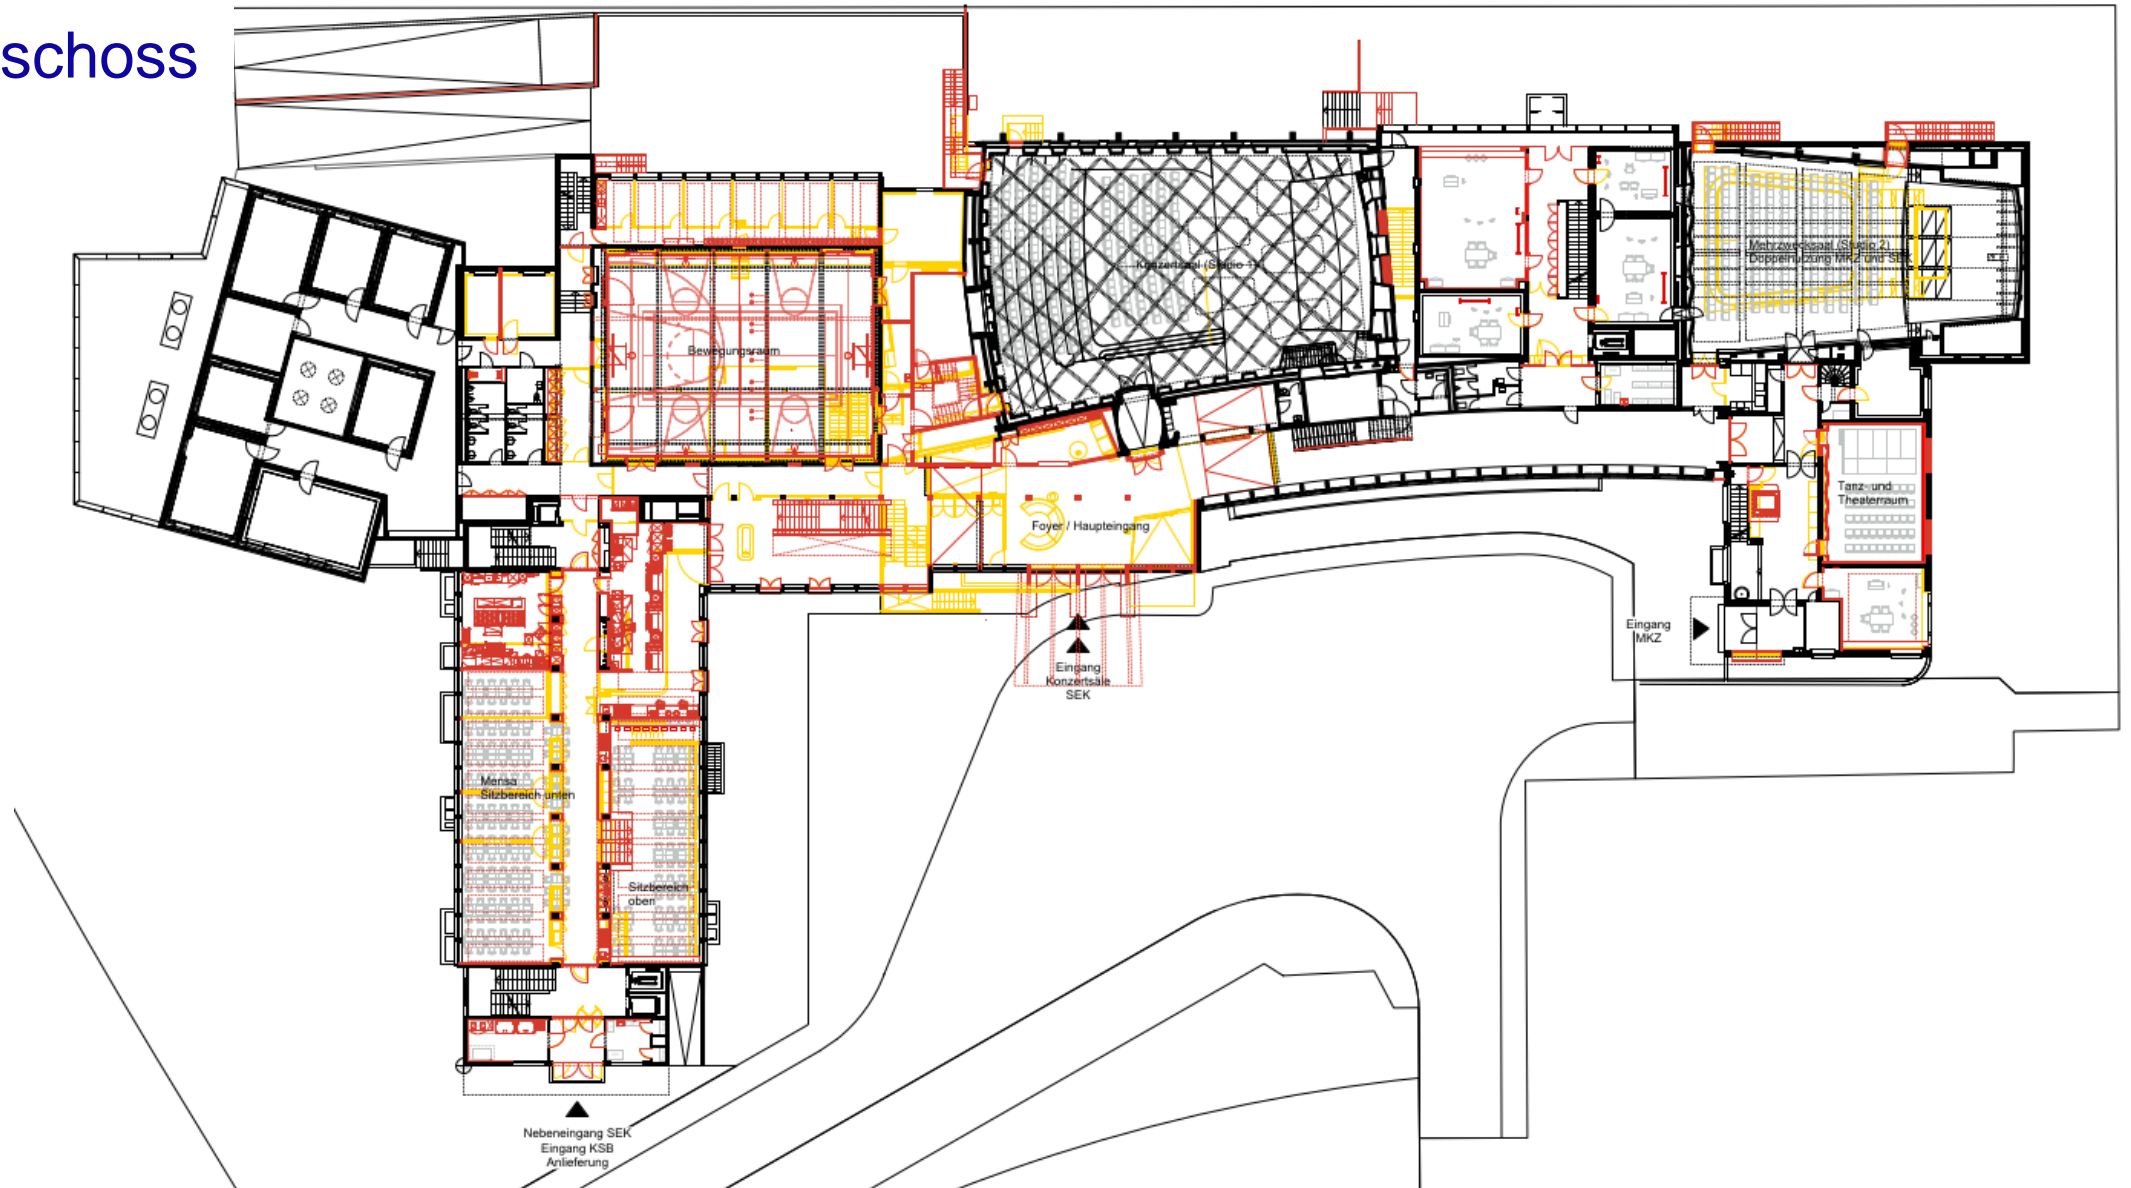 schoss
Konzertsaal (Studio 1)
Mehrzwecksaal (Studio 2)
Doppelnutzung MKZ und SEK
Bewegungsraum
Tanz- und
Theaterraum
Foyer / Haupteingang
Eingang
MKZ
Eingang
Konzertsäle
SEK
Mensa
Sitzbereich unten
Sitzbereich
oben
Nebeneingang SEK
Eingang KSB
Anlieferung